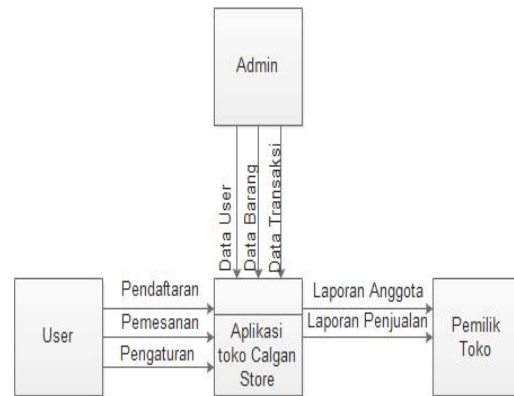 Admin
Data User
Data Barang
Data Transaksi
Pendaftaran
Pemesanan
Pengaturan
User
Aplikasi
toko Calgan
Store
Laporan Anggota
Laporan Penjualan
Pemilik
Toko